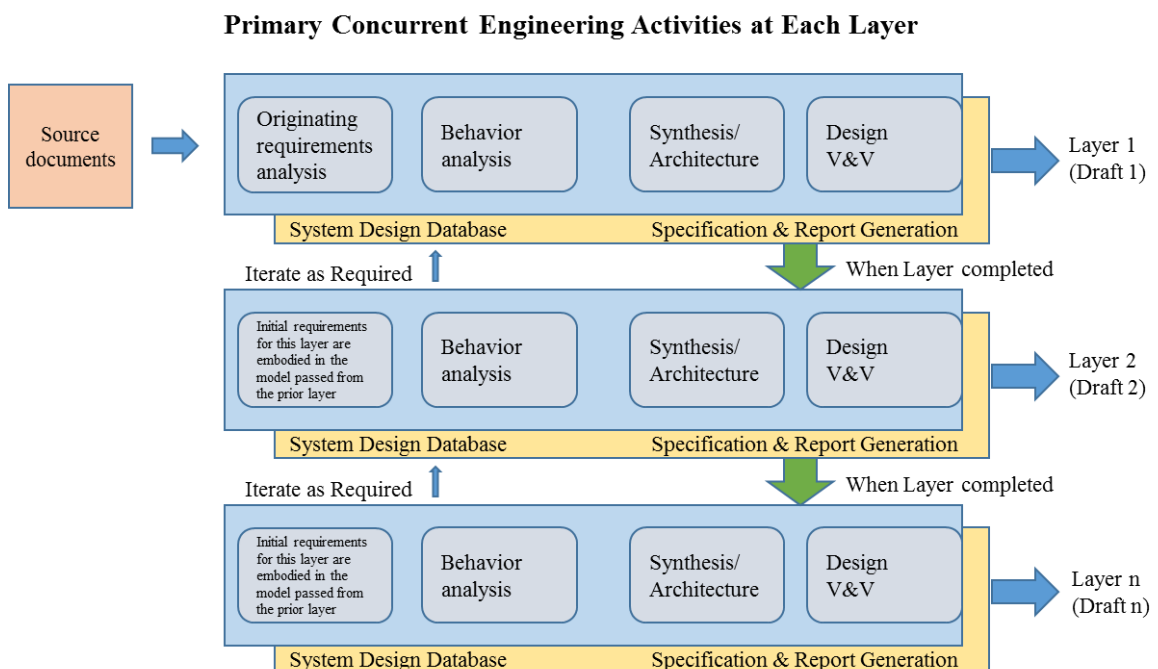 Primary Concurrent Engineering Activities at Each Layer
Source
documents
Originating
requirements
analysis
Behavior
analysis
Synthesis/
Architecture
Design
V&V
Layer 1
(Draft 1)
System Design Database
Specification & Report Generation
Iterate as Required
When Layer completed
Initial requirements
for this layer are
embodied in the
model passed from
the prior layer
Behavior
analysis
Synthesis/
Architecture
Design
V&V
Layer 2
(Draft 2)
System Design Database
Specification & Report Generation
Iterate as Required
When Layer completed
Initial requirements
for this layer are
embodied in the
model passed from
the prior layer
Behavior
analysis
Synthesis/
Architecture
Design
V&V
Layer n
(Draft n)
System Design Database
Specification & Report Generation